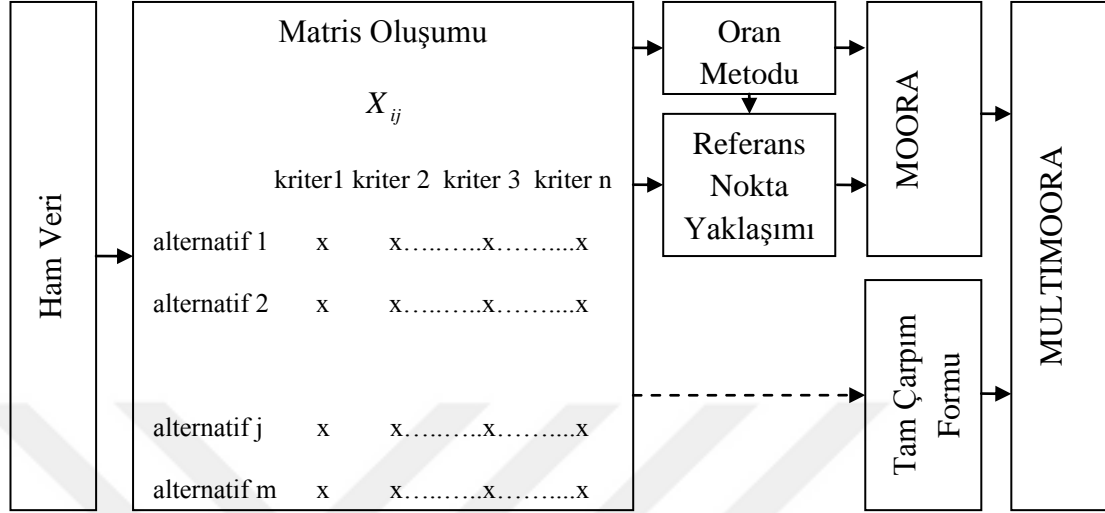 Ham Veri
Matris Oluşumu
X ij
kriter1 kriter 2 kriter 3 kriter n
alternatif 1 x x…..…..x……....x
alternatif 2 x x…..…..x……....x
alternatif j x x…..…..x……....x
alternatif m x x…..…..x……....x
Oran
Metodu
Referans
Nokta
Yaklaşımı
MOORA
Tam Çarpım
Formu
MULTIMOORA